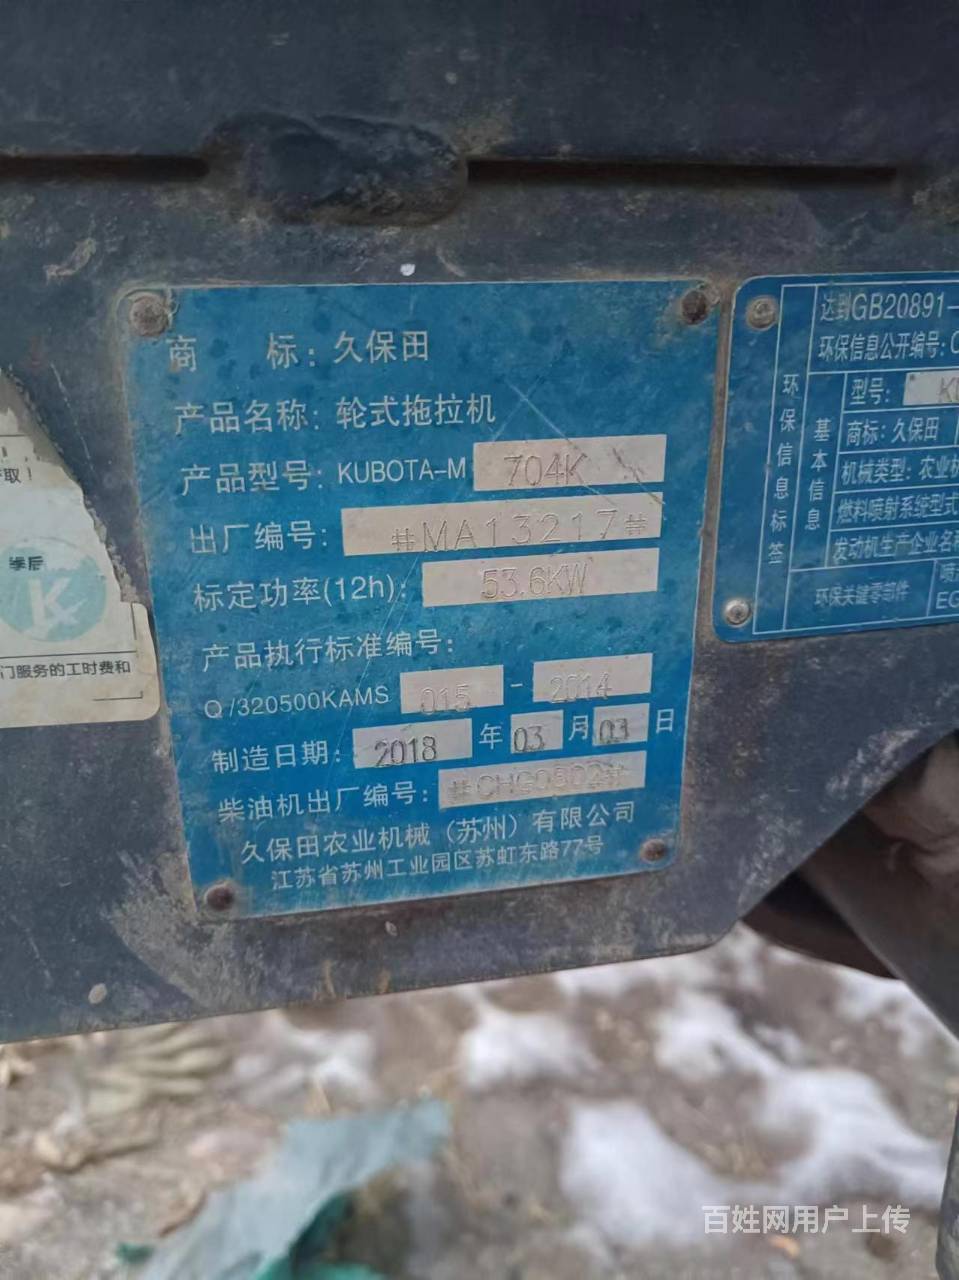 商 标：久保田
产品名称：轮式拖拉机
产品型号：KUBOTA-M 704K
出厂编号：#MA13217#
标定功率(12h)：53.6KW
产品执行标准编号：
Q/320500KAMS 015 - 2014
制造日期：2018 年 03 月 03 日
柴油机出厂编号：#CHG0502#
久保田农业机械（苏州）有限公司
江苏省苏州工业园区苏虹东路77号
环保信息标签
基本信息
达到GB20891-
环保信息公开编号：
型号：
商标：久保田
机械类型：农业机
燃料喷射系统型式
发动机生产企业名称
环保关键零部件
喷
EG
取！
门服务的工时费和
百姓网用户上传